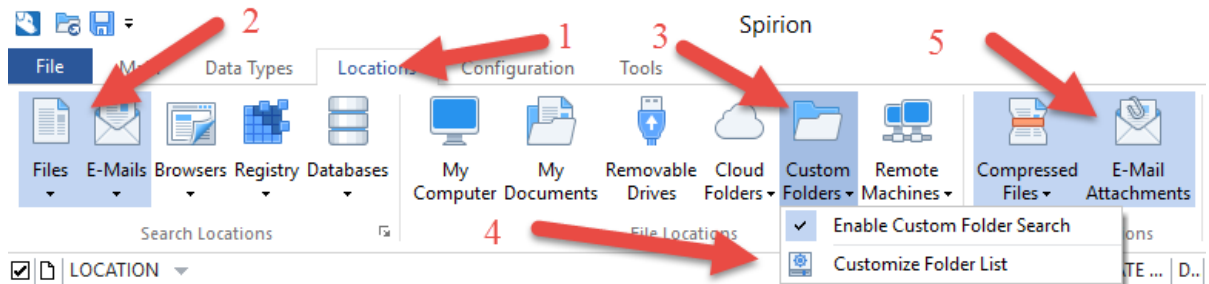 2 1 3 5 Spirion
File Main Data Types Locations Configuration Tools
Files E-Mails Browsers Registry Databases My Computer My Documents Removable Drives Cloud Folders Custom Folders Remote Machines Compressed Files E-Mail Attachments
Search Locations 4 File Locations
Enable Custom Folder Search
Customize Folder List
LOCATION